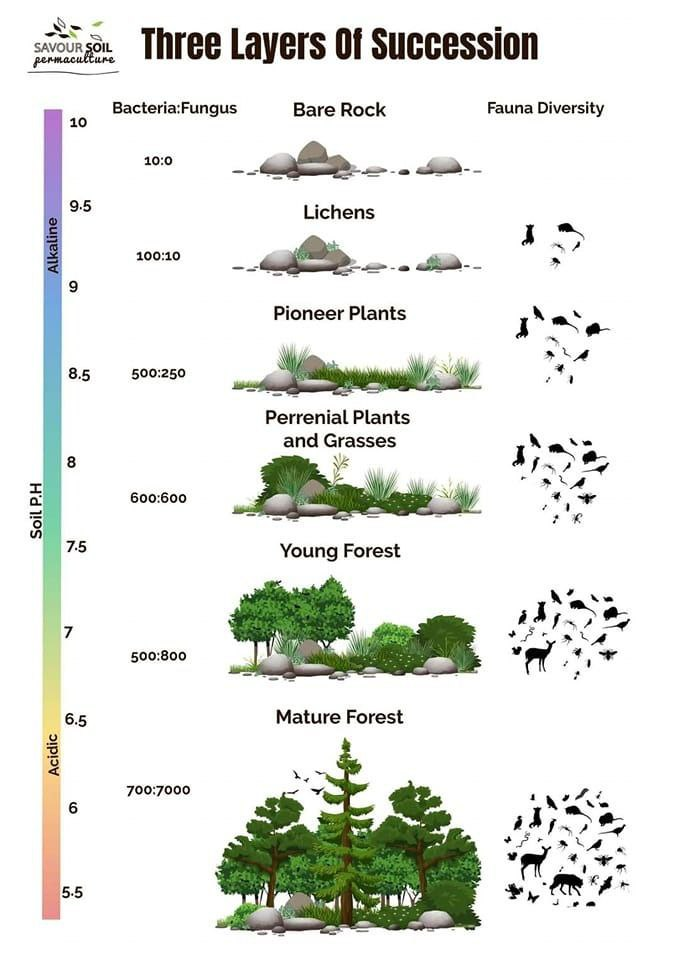 SAVOUR SOIL
permaculture
Three Layers Of Succession
Bacteria:Fungus
Bare Rock
Fauna Diversity
10
10:0
9.5
Lichens
Alkaline
100:10
9
Pioneer Plants
8.5
500:250
Perrenial Plants
and Grasses
8
600:600
Soil P.H
7.5
Young Forest
7
500:800
6.5
Mature Forest
Acidic
700:7000
6
5.5